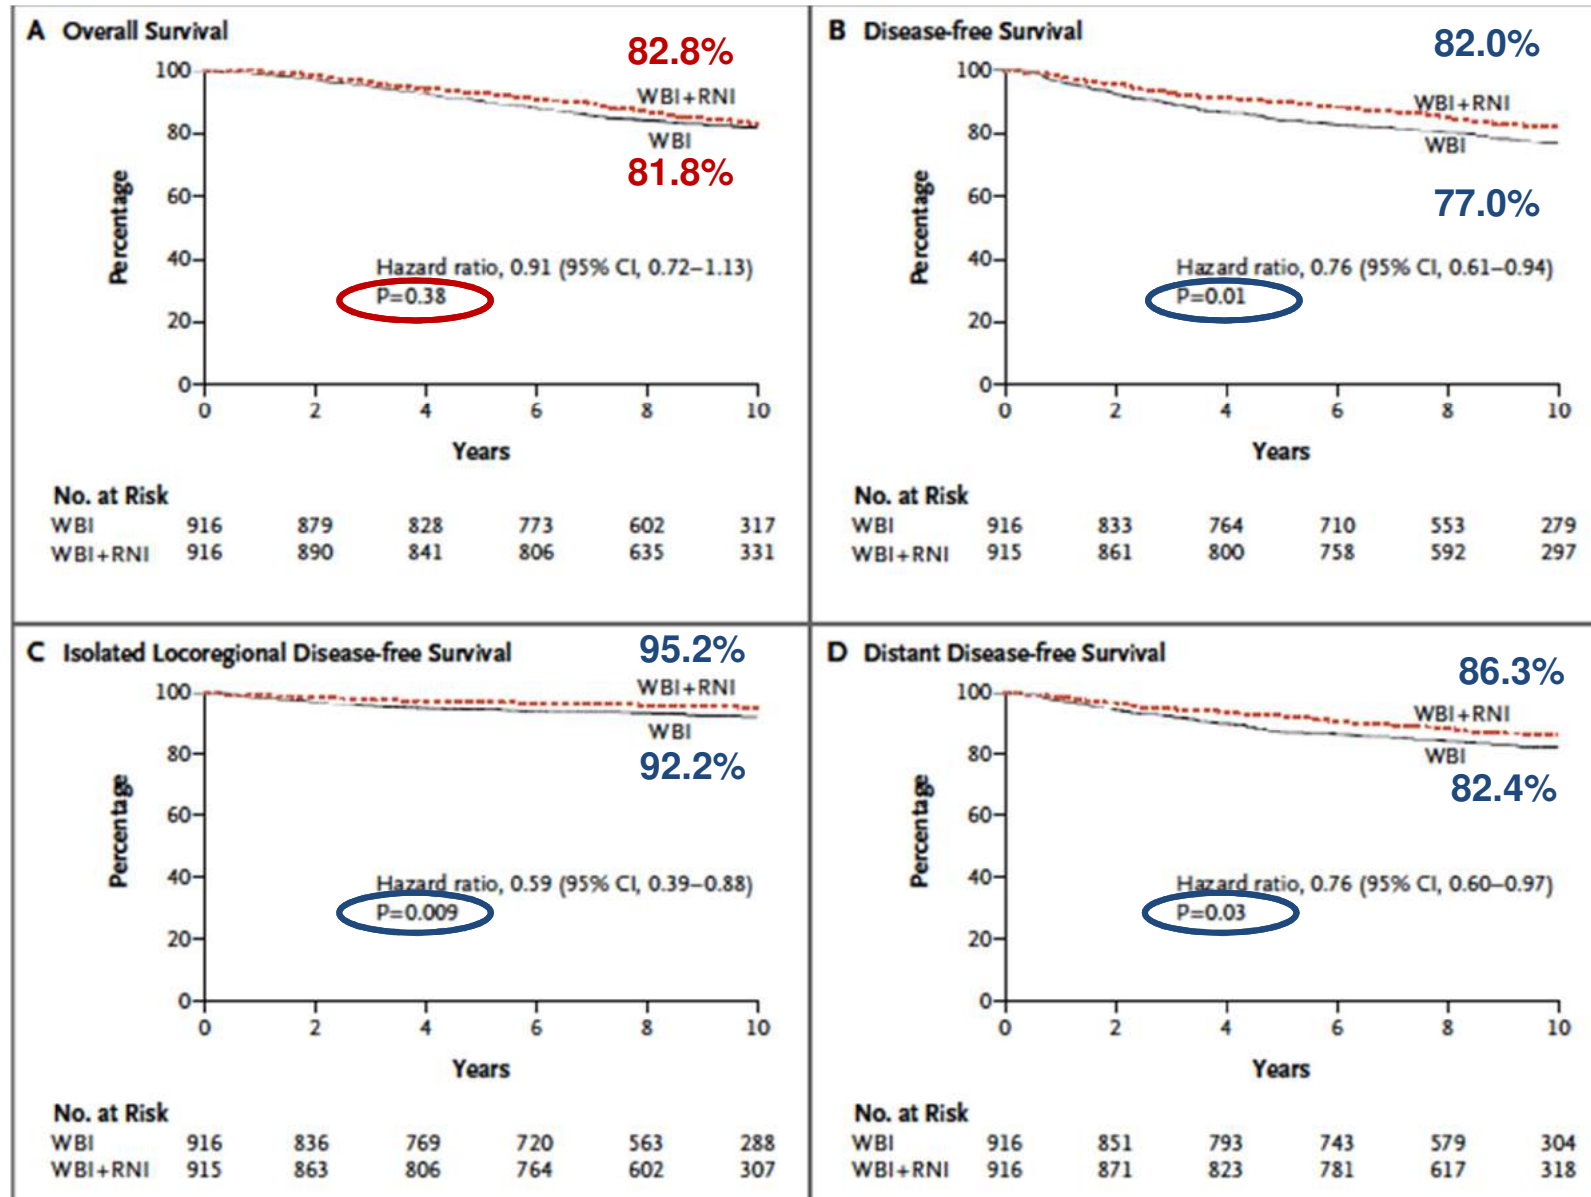 A Overall Survival
82.8%
100
WBI+RNI
80
WBI
81.8%
60
Percentage
40
Hazard ratio, 0.91 (95% CI, 0.72–1.13)
P=0.38
20
0
0 2 4 6 8 10
Years
No. at Risk
WBI 916 879 828 773 602 317
WBI+RNI 916 890 841 806 635 331
B Disease-free Survival
82.0%
100
WBI+RNI
80
WBI
77.0%
60
Percentage
40
Hazard ratio, 0.76 (95% CI, 0.61–0.94)
P=0.01
20
0
0 2 4 6 8 10
Years
No. at Risk
WBI 916 833 764 710 553 279
WBI+RNI 915 861 800 758 592 297
C Isolated Locoregional Disease-free Survival
95.2%
100
WBI+RNI
WBI
80
92.2%
60
Percentage
40
Hazard ratio, 0.59 (95% CI, 0.39–0.88)
P=0.009
20
0
0 2 4 6 8 10
Years
No. at Risk
WBI 916 836 769 720 563 288
WBI+RNI 915 863 806 764 602 307
D Distant Disease-free Survival
86.3%
100
WBI+RNI
80
WBI
82.4%
60
Percentage
40
Hazard ratio, 0.76 (95% CI, 0.60–0.97)
P=0.03
20
0
0 2 4 6 8 10
Years
No. at Risk
WBI 916 851 793 743 579 304
WBI+RNI 916 871 823 781 617 318